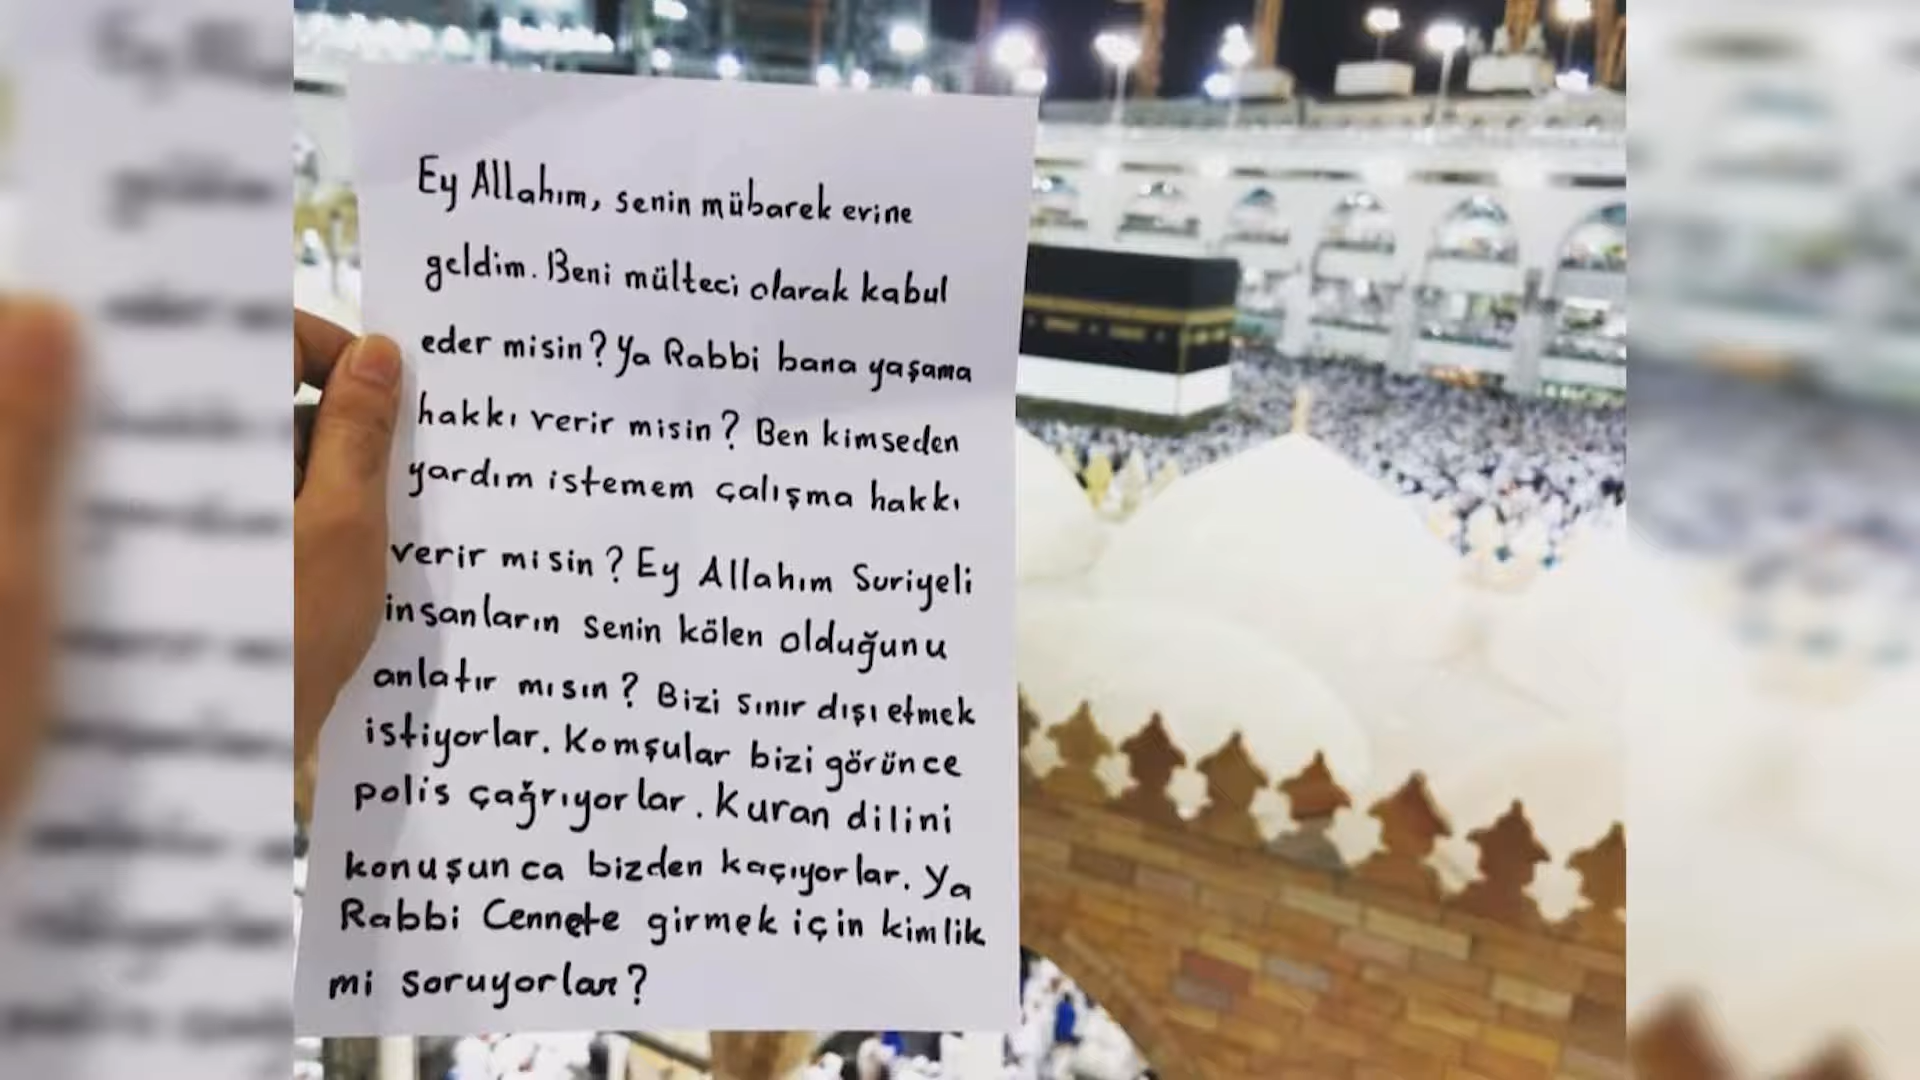 Ey Allahım, senin mübarek evine
geldim. Beni mülteci olarak kabul
eder misin? Ya Rabbi bana yaşama
hakkı verir misin? Ben kimseden
yardım istemem çalışma hakkı
verir misin? Ey Allahım Suriyeli
insanların senin kölen olduğunu
anlatır mısın? Bizi sınır dışı etmek
istiyorlar. Komşular bizi görünce
polis çağrıyorlar. Kuran dilini
konuşunca bizden kaçıyorlar. Ya
Rabbi Cennete girmek için kimlik
mi soruyorlar?